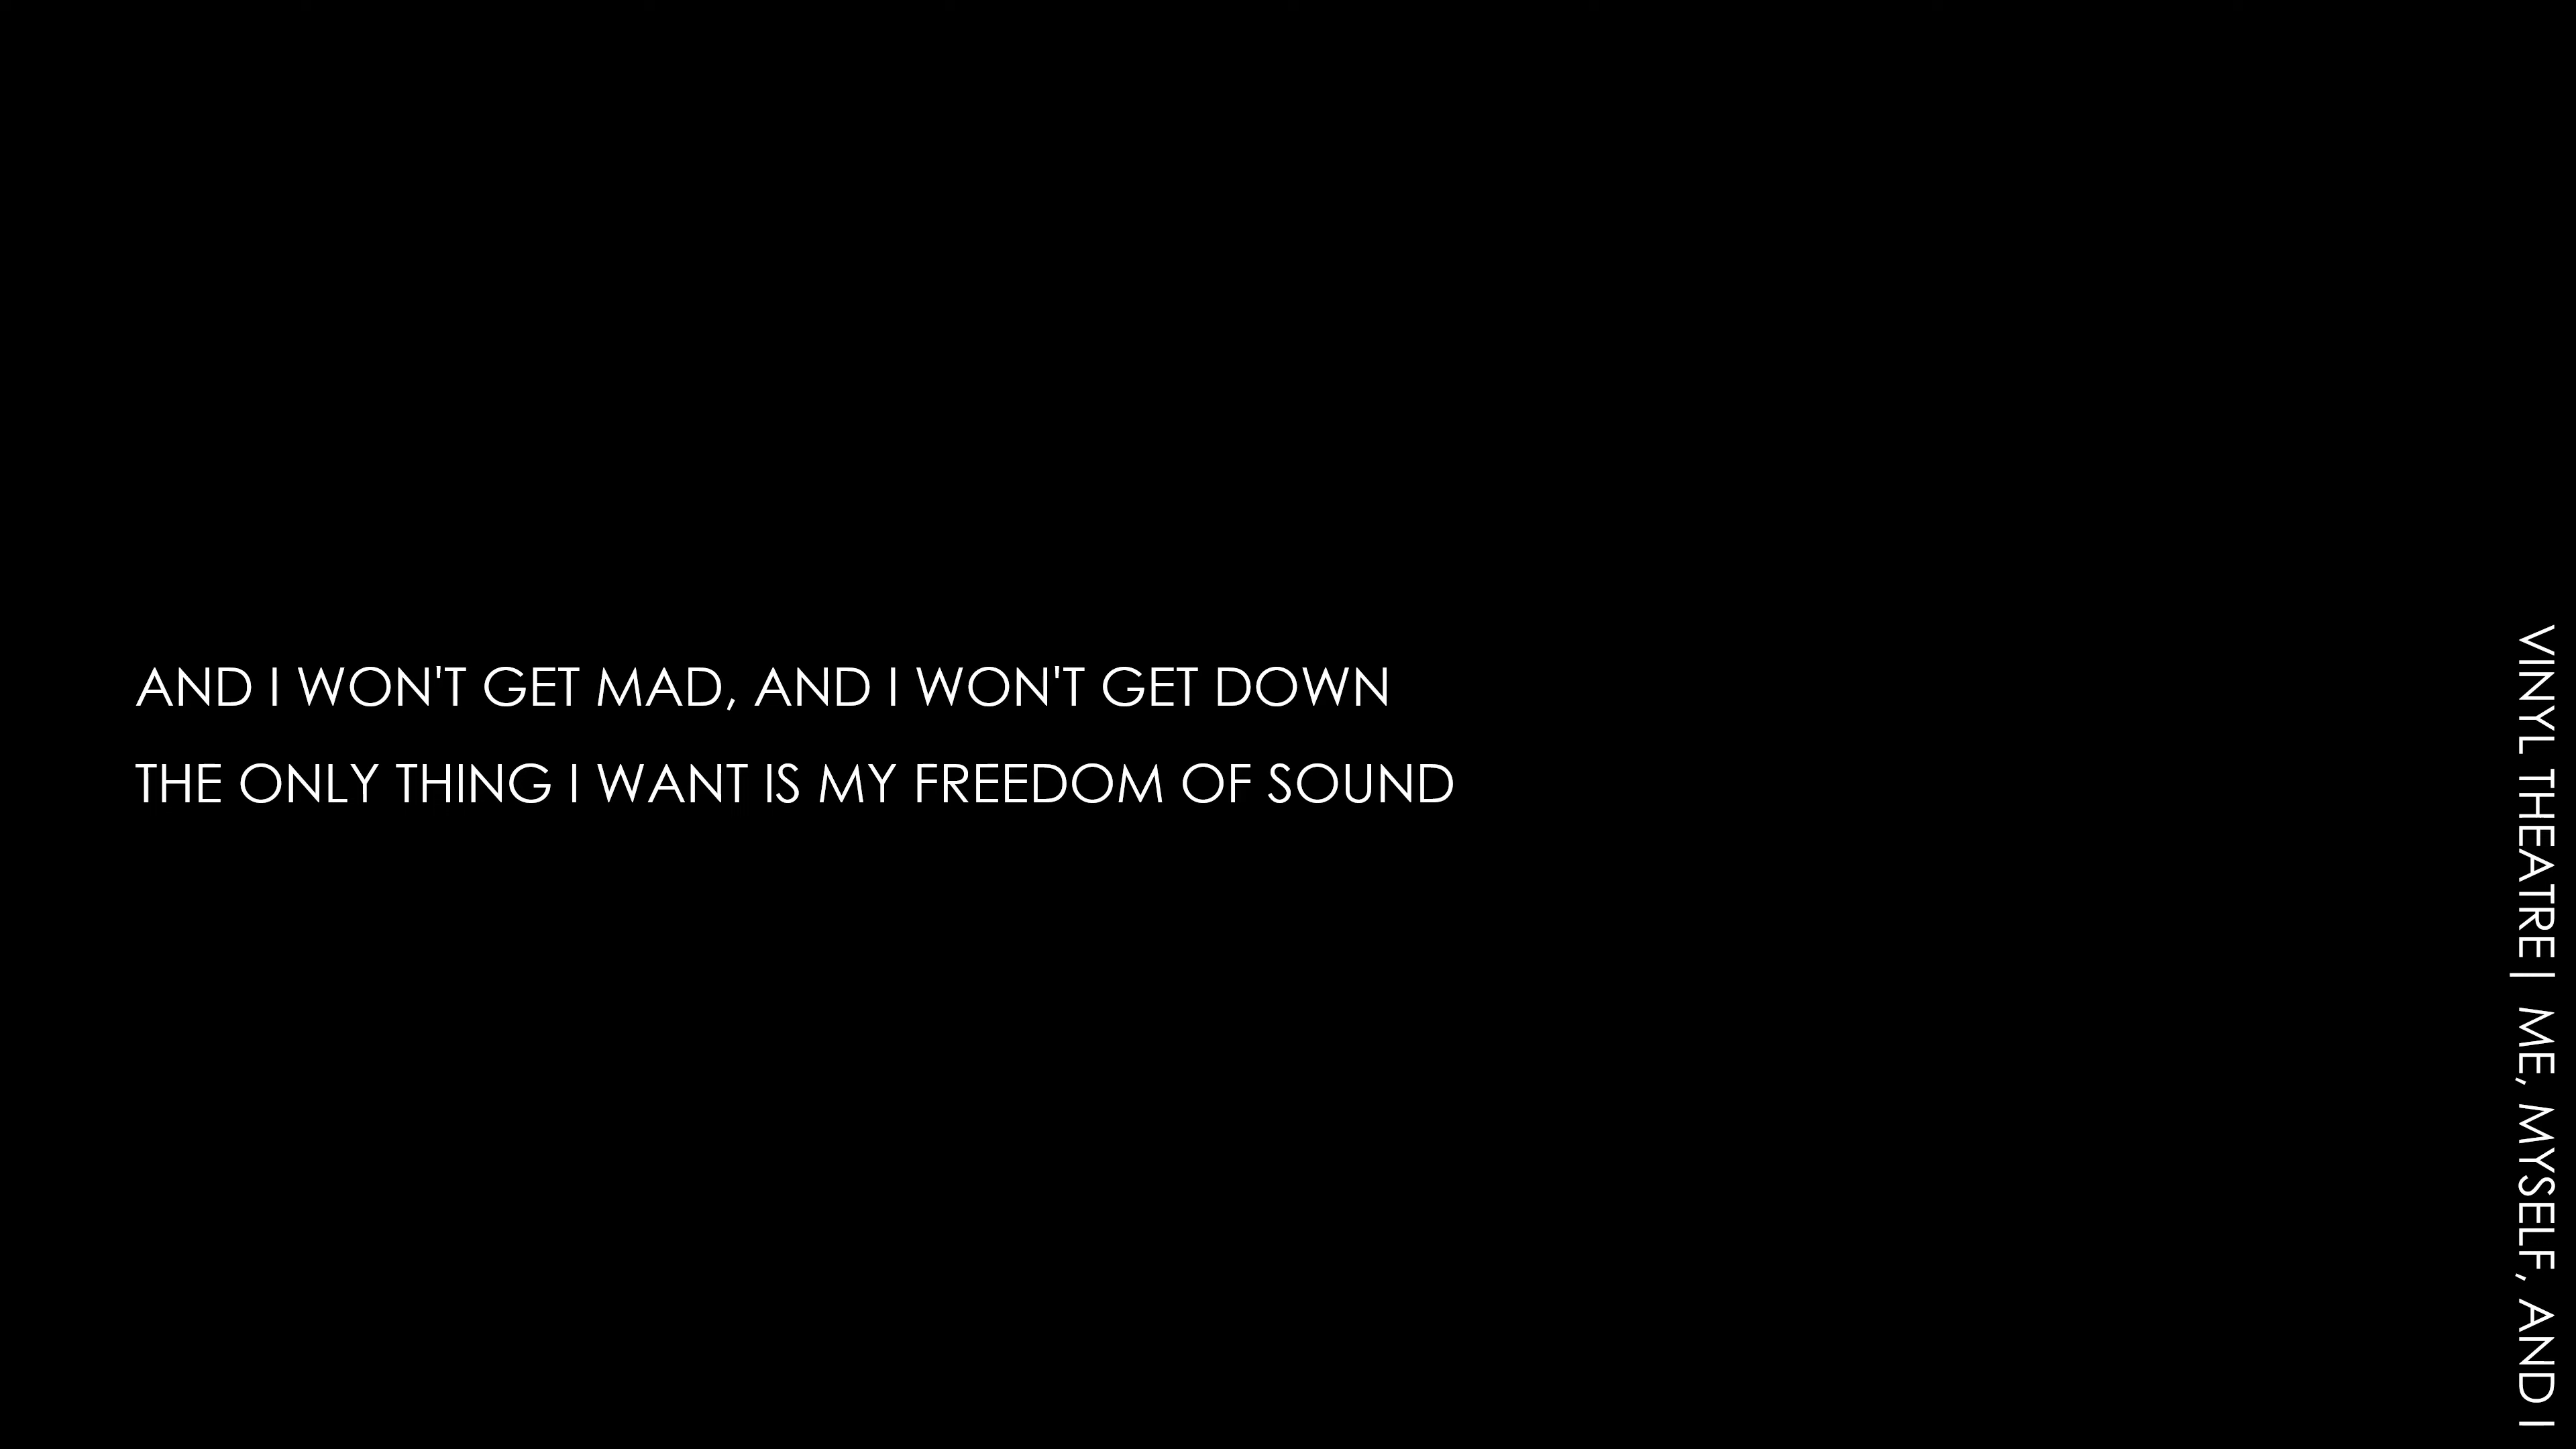 AND I WON'T GET MAD, AND I WON'T GET DOWN
THE ONLY THING I WANT IS MY FREEDOM OF SOUND
VINYL THEATRE| ME, MYSELF, AND I